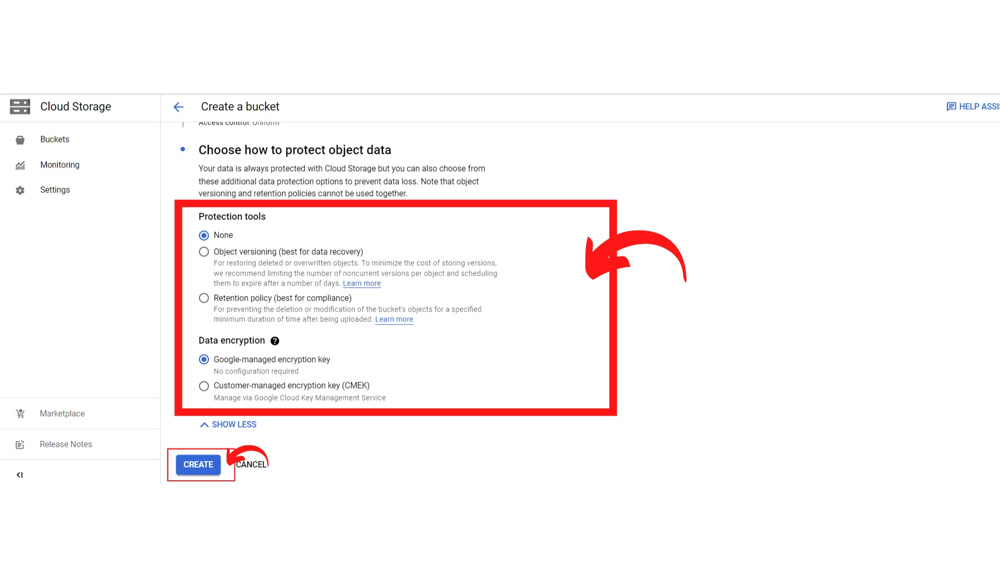 Cloud Storage
Create a bucket
HELP ASSIS
Access control: Uniform
Buckets
Monitoring
Settings
Choose how to protect object data
Your data is always protected with Cloud Storage but you can also choose from
these additional data protection options to prevent data loss. Note that object
versioning and retention policies cannot be used together.
Protection tools
None
Object versioning (best for data recovery)
For restoring deleted or overwritten objects. To minimize the cost of storing versions,
we recommend limiting the number of noncurrent versions per object and scheduling
them to expire after a number of days. Learn more
Retention policy (best for compliance)
For preventing the deletion or modification of the bucket's objects for a specified
minimum duration of time after being uploaded. Learn more
Data encryption
Google-managed encryption key
No configuration required
Customer-managed encryption key (CMEK)
Manage via Google Cloud Key Management Service
SHOW LESS
Marketplace
Release Notes
CREATE
CANCEL